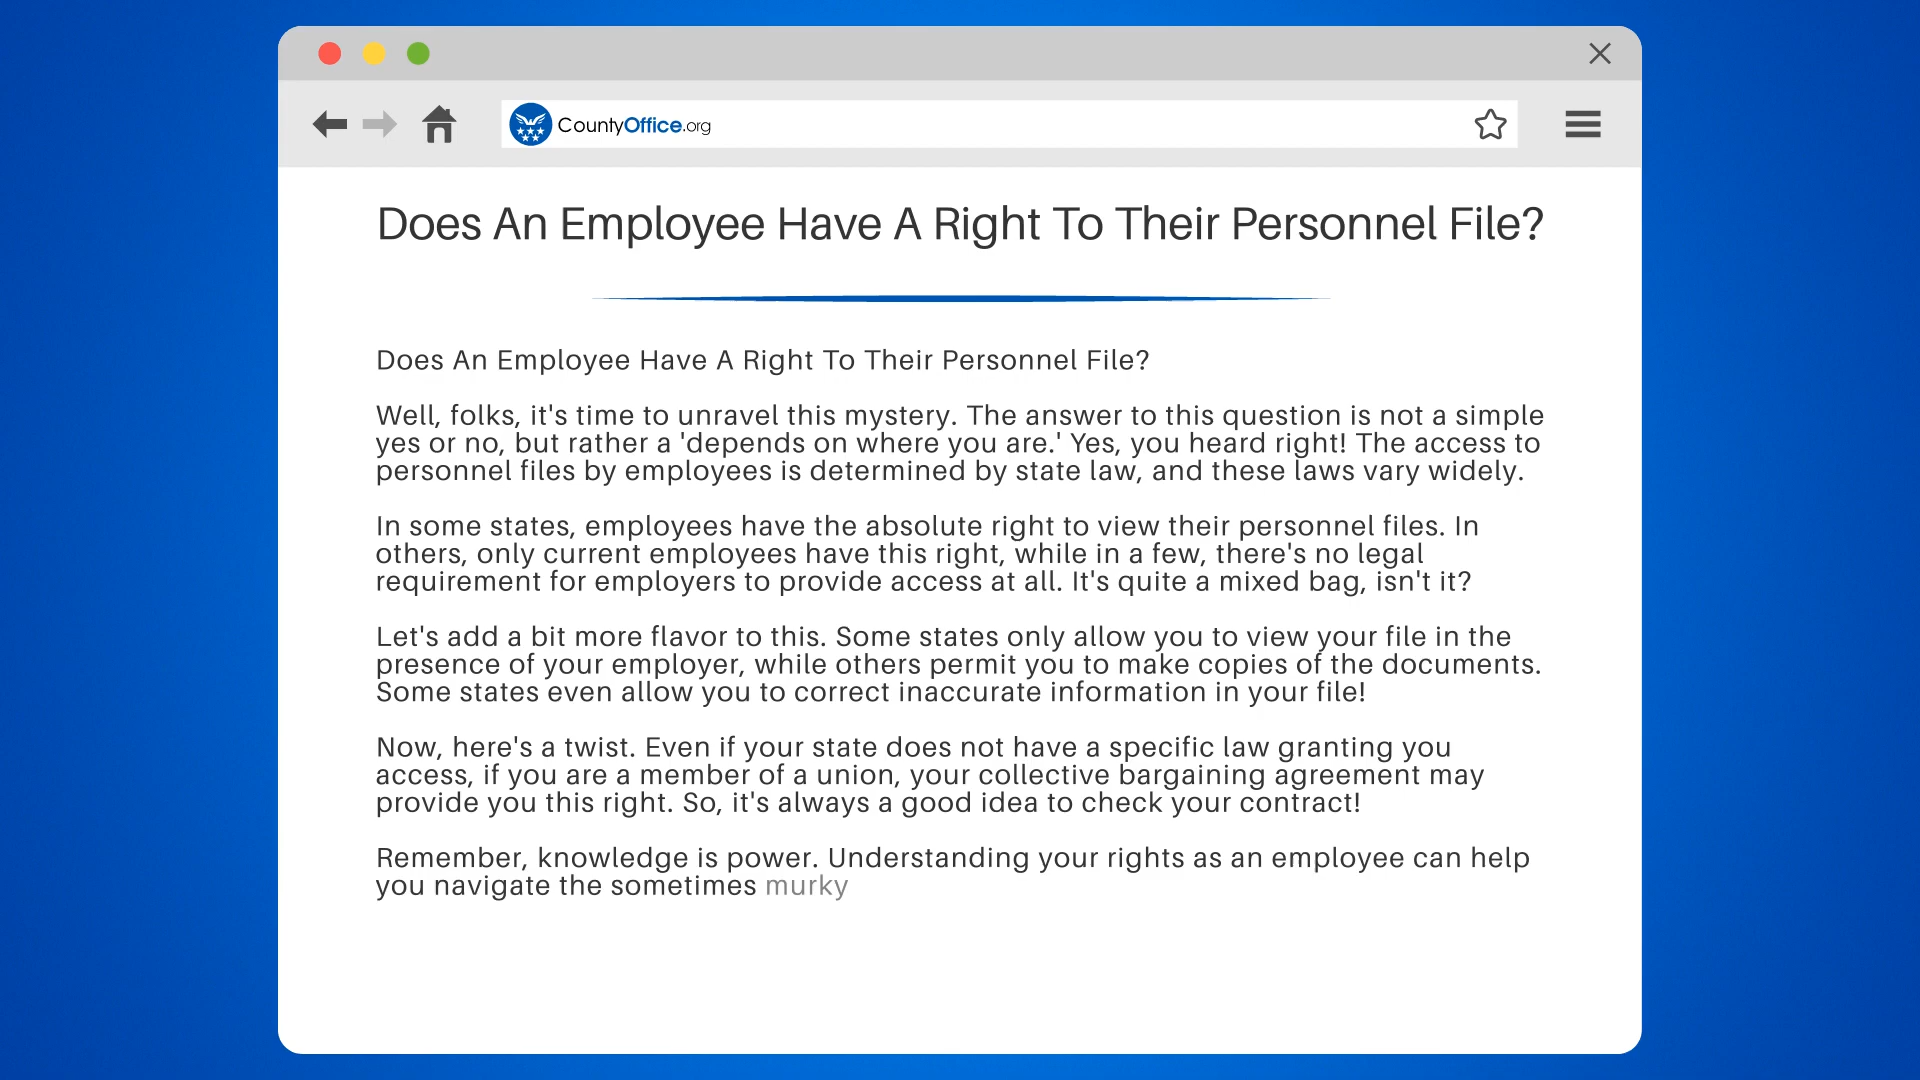 CountyOffice.org
Does An Employee Have A Right To Their Personnel File?
Does An Employee Have A Right To Their Personnel File?
Well, folks, it's time to unravel this mystery. The answer to this question is not a simple
yes or no, but rather a 'depends on where you are.' Yes, you heard right! The access to
personnel files by employees is determined by state law, and these laws vary widely.
In some states, employees have the absolute right to view their personnel files. In
others, only current employees have this right, while in a few, there's no legal
requirement for employers to provide access at all. It's quite a mixed bag, isn't it?
Let's add a bit more flavor to this. Some states only allow you to view your file in the
presence of your employer, while others permit you to make copies of the documents.
Some states even allow you to correct inaccurate information in your file!
Now, here's a twist. Even if your state does not have a specific law granting you
access, if you are a member of a union, your collective bargaining agreement may
provide you this right. So, it's always a good idea to check your contract!
Remember, knowledge is power. Understanding your rights as an employee can help
you navigate the sometimes murky